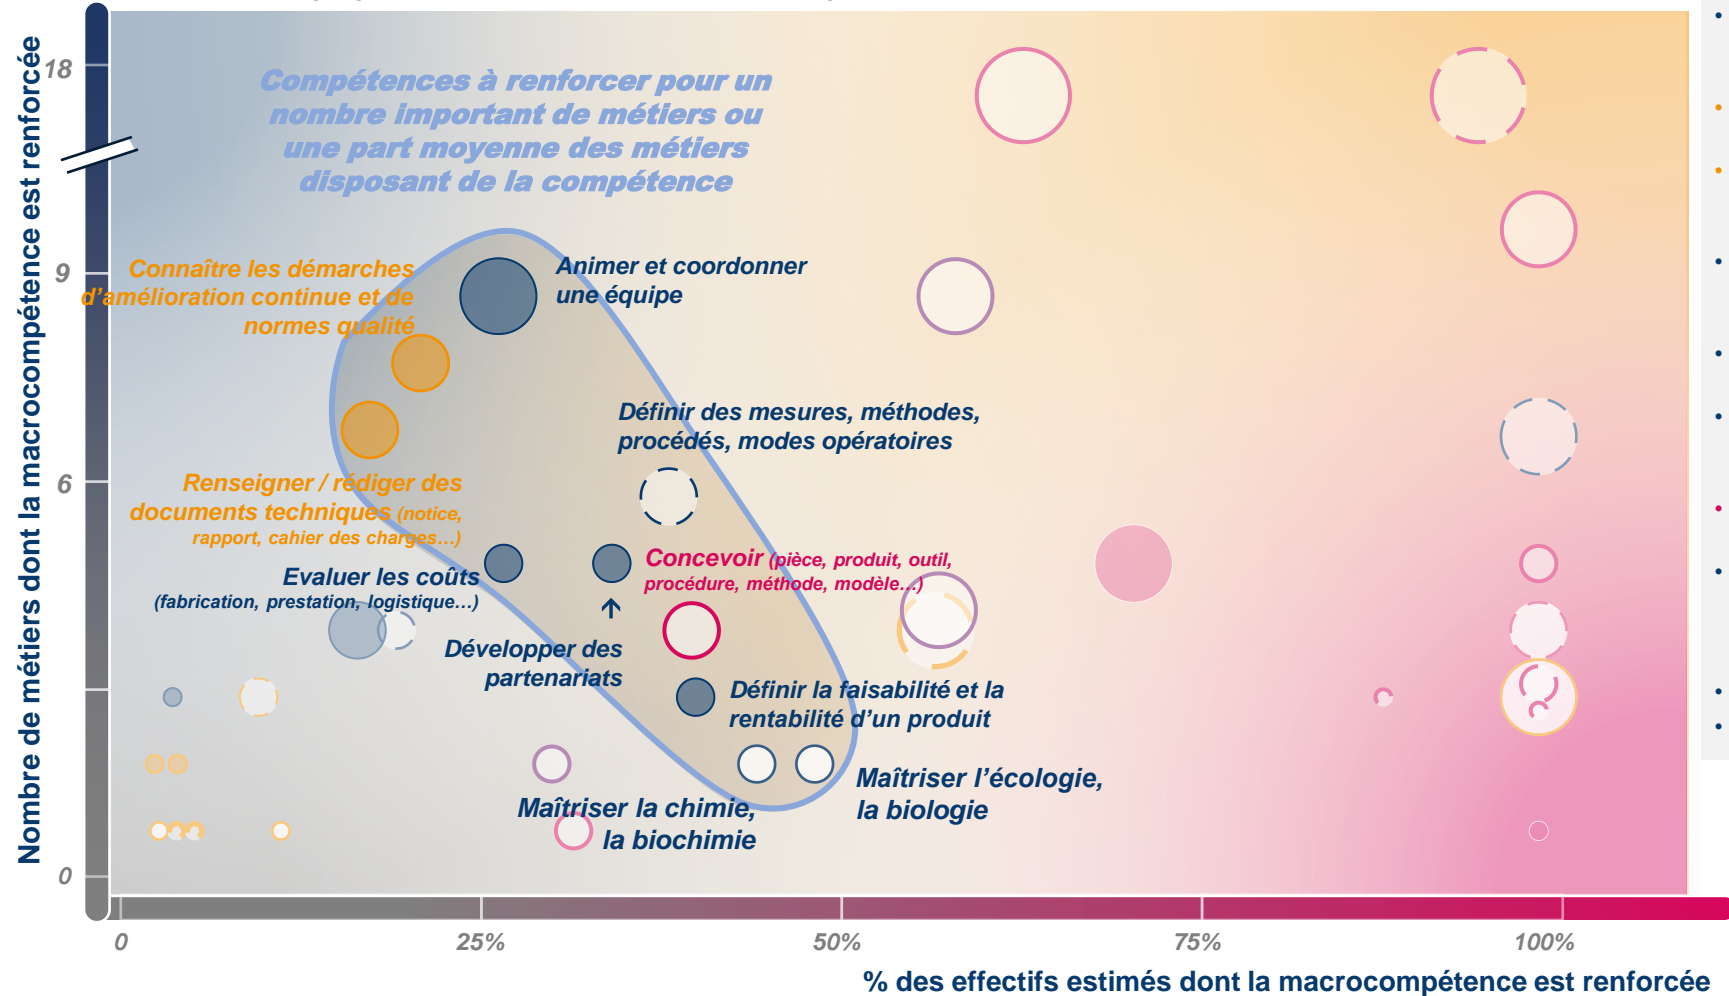 Nombre de métiers dont la macrocompétence est renforcée
18
9
6
0
Compétences à renforcer pour un
nombre important de métiers ou
une part moyenne des métiers
disposant de la compétence
Connaître les démarches
d'amélioration continue et de
normes qualité
Animer et coordonner
une équipe
Définir des mesures, méthodes,
procédés, modes opératoires
Renseigner / rédiger des
documents techniques (notice,
rapport, cahier des charges…)
Evaluer les coûts
(fabrication, prestation, logistique…)
Concevoir (pièce, produit, outil,
procédure, méthode, modèle…)
Développer des
partenariats
Définir la faisabilité et la
rentabilité d'un produit
Maîtriser l'écologie,
la biologie
Maîtriser la chimie,
la biochimie
0
25%
50%
75%
100%
% des effectifs estimés dont la macrocompétence est renforcée